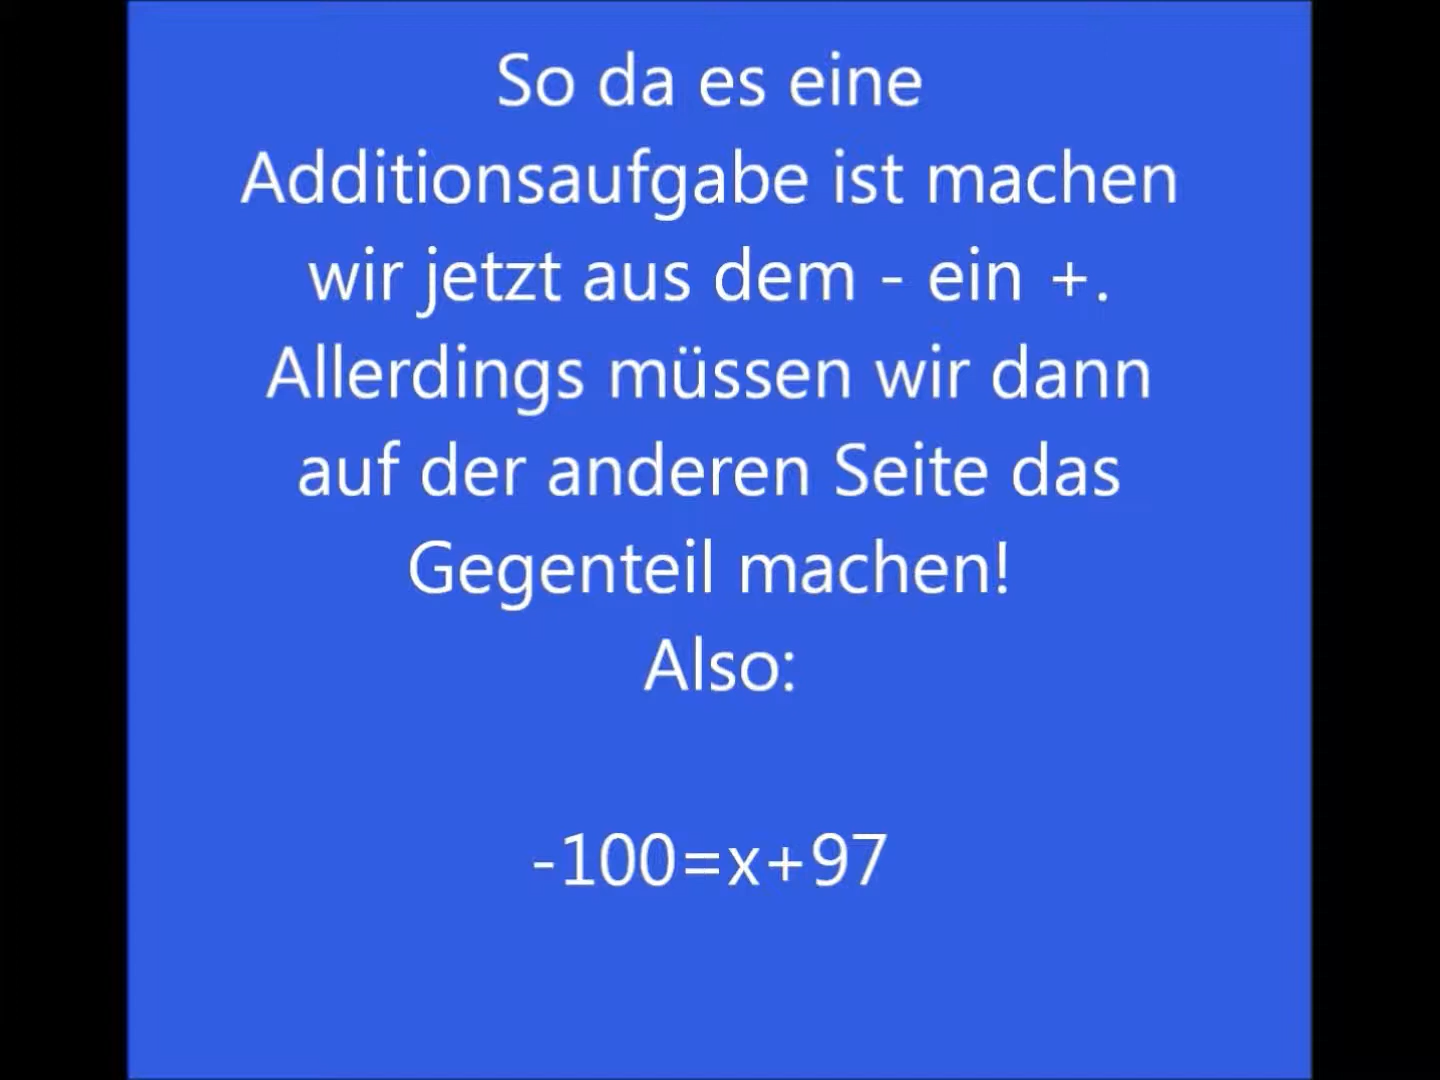 So da es eine
Additionsaufgabe ist machen
wir jetzt aus dem - ein +.
Allerdings müssen wir dann
auf der anderen Seite das
Gegenteil machen!
Also:
-100=x+97